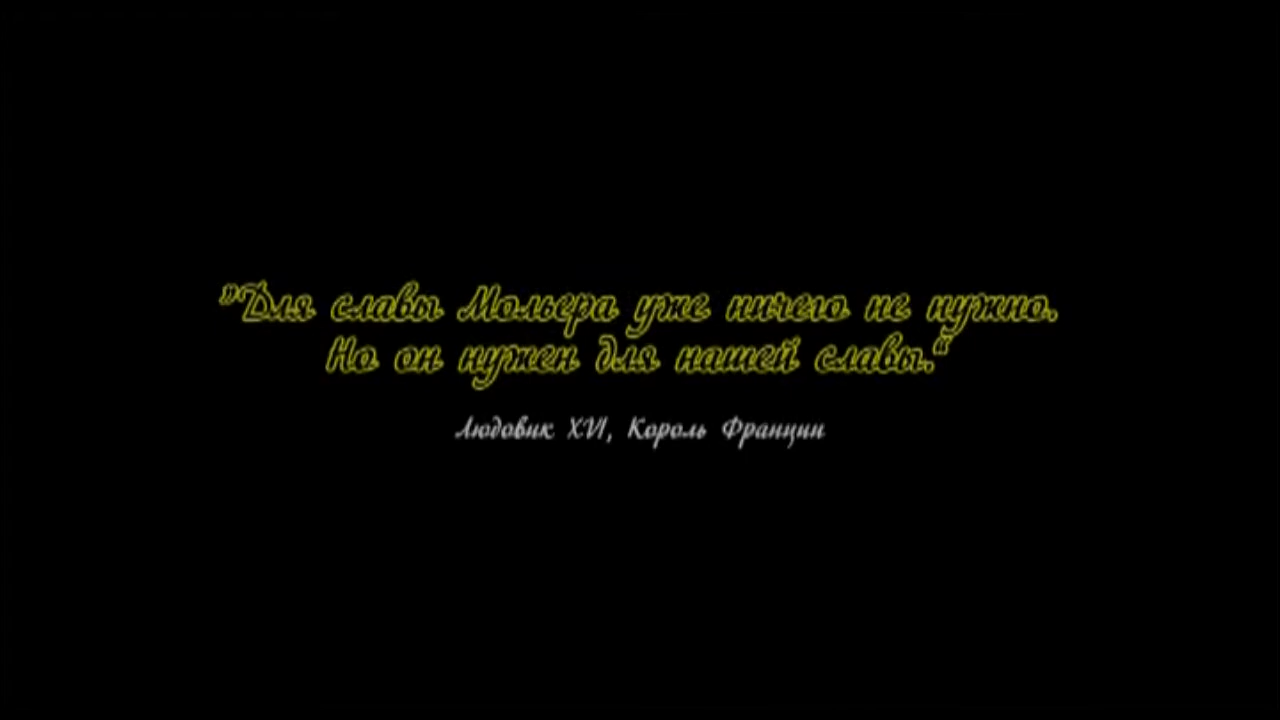 ”Для славы Мольера уже ничего не нужно.
Но он нужен для нашей славы.“
Людовик XVI, Король Франции